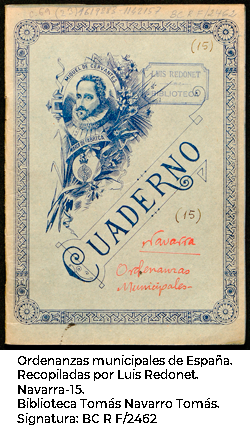 (15)
MIGUEL DE CERVANTES
LUIS REDONET
BIBLIOTECA
CUADERNO
(15)
Navarra
Ordenanzas
Municipales-
Ordenanzas municipales de España.
Recopiladas por Luis Redonet.
Navarra-15.
Biblioteca Tomás Navarro Tomás.
Signatura: BC R F/2462